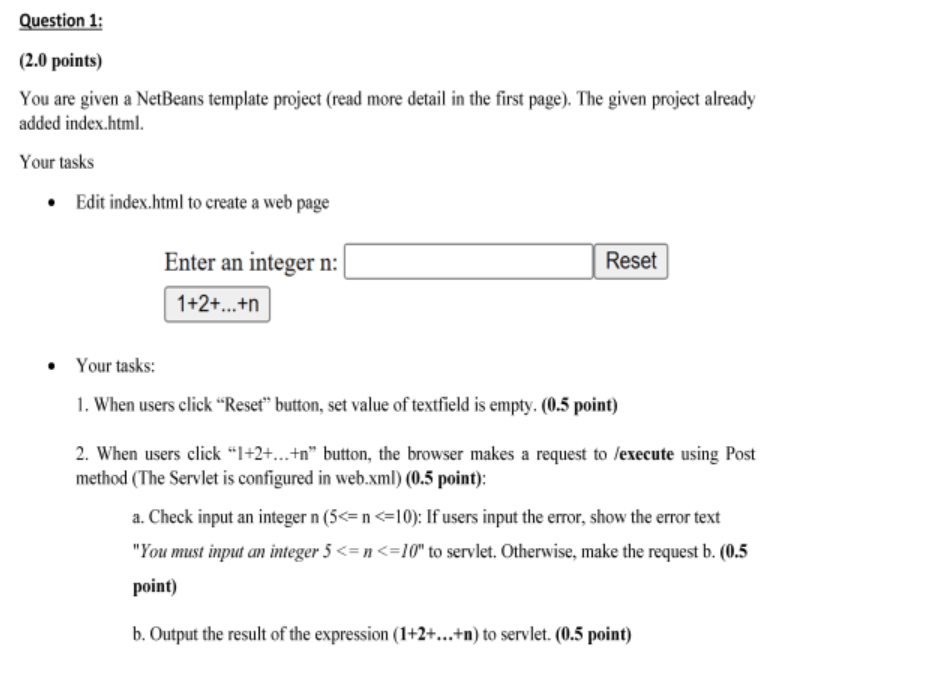 Question 1:
(2.0 points)
You are given a NetBeans template project (read more detail in the first page). The given project already
added index.html.
Your tasks
• Edit index.html to create a web page
Enter an integer n: Reset
1+2+...+n
• Your tasks:
1. When users click “Reset” button, set value of textfield is empty. (0.5 point)
2. When users click “1+2+...+n” button, the browser makes a request to /execute using Post
method (The Servlet is configured in web.xml) (0.5 point):
a. Check input an integer n (5<= n <=10): If users input the error, show the error text
"You must input an integer 5 <= n <=10" to servlet. Otherwise, make the request b. (0.5
point)
b. Output the result of the expression (1+2+...+n) to servlet. (0.5 point)